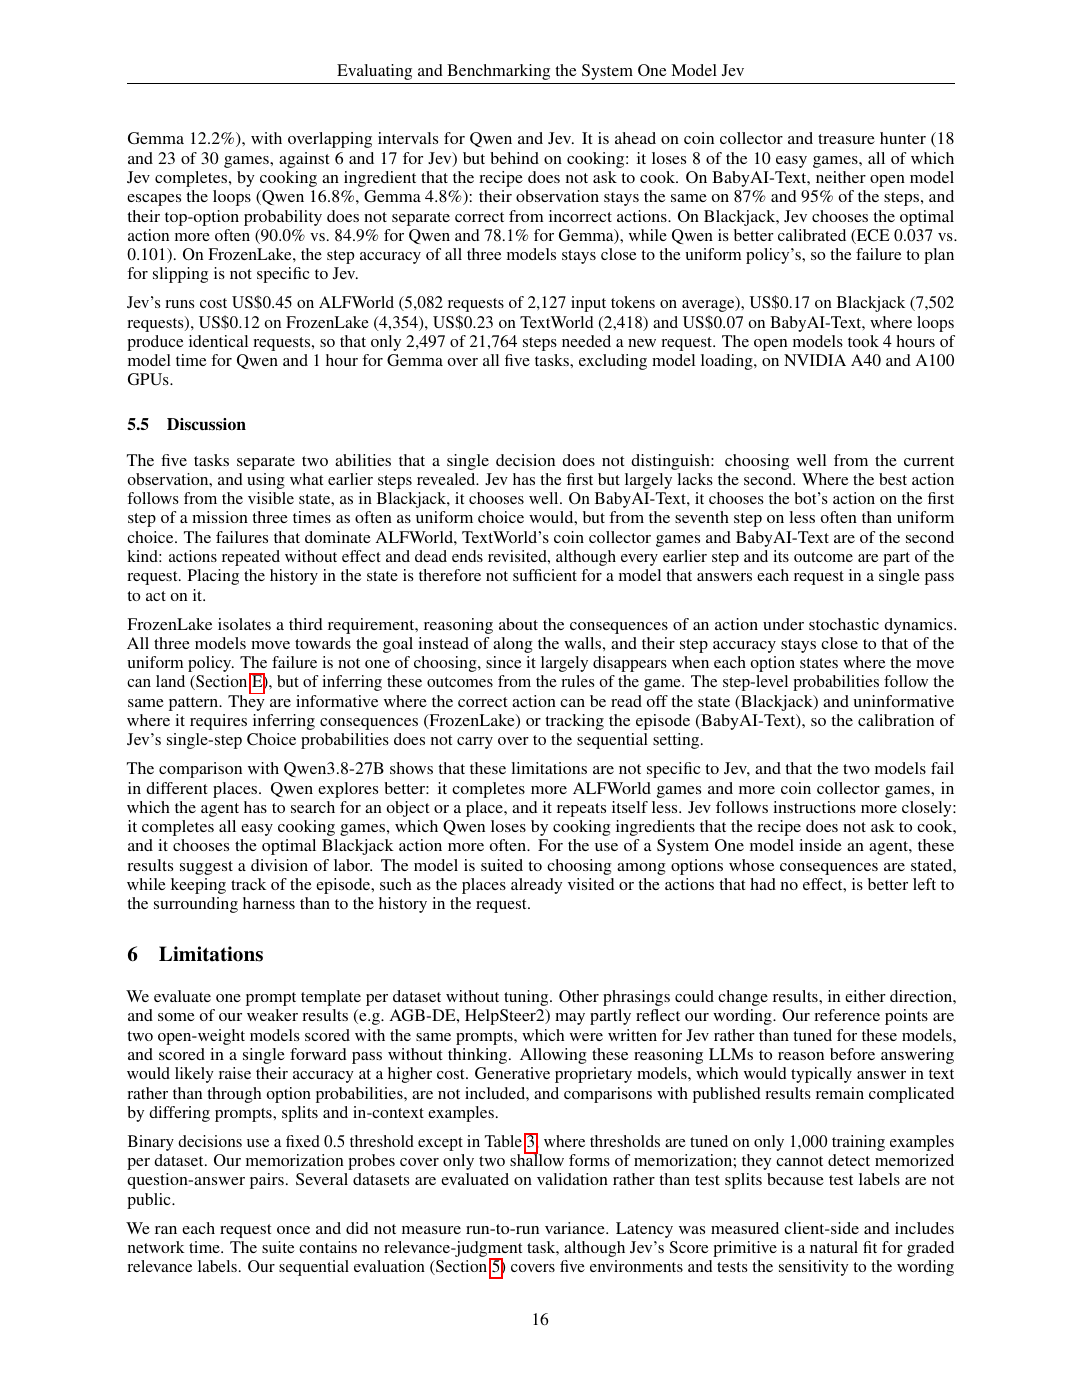 Evaluating and Benchmarking the System One Model Jev
Gemma 12.2%), with overlapping intervals for Qwen and Jev. It is ahead on coin collector and treasure hunter (18
and 23 of 30 games, against 6 and 17 for Jev) but behind on cooking: it loses 8 of the 10 easy games, all of which
Jev completes, by cooking an ingredient that the recipe does not ask to cook. On BabyAI-Text, neither open model
escapes the loops (Qwen 16.8%, Gemma 4.8%): their observation stays the same on 87% and 95% of the steps, and
their top-option probability does not separate correct from incorrect actions. On Blackjack, Jev chooses the optimal
action more often (90.0% vs. 84.9% for Qwen and 78.1% for Gemma), while Qwen is better calibrated (ECE 0.037 vs.
0.101). On FrozenLake, the step accuracy of all three models stays close to the uniform policy's, so the failure to plan
for slipping is not specific to Jev.
Jev's runs cost US$0.45 on ALFWorld (5,082 requests of 2,127 input tokens on average), US$0.17 on Blackjack (7,502
requests), US$0.12 on FrozenLake (4,354), US$0.23 on TextWorld (2,418) and US$0.07 on BabyAI-Text, where loops
produce identical requests, so that only 2,497 of 21,764 steps needed a new request. The open models took 4 hours of
model time for Qwen and 1 hour for Gemma over all five tasks, excluding model loading, on NVIDIA A40 and A100
GPUs.
5.5 Discussion
The five tasks separate two abilities that a single decision does not distinguish: choosing well from the current
observation, and using what earlier steps revealed. Jev has the first but largely lacks the second. Where the best action
follows from the visible state, as in Blackjack, it chooses well. On BabyAI-Text, it chooses the bot's action on the first
step of a mission three times as often as uniform choice would, but from the seventh step on less often than uniform
choice. The failures that dominate ALFWorld, TextWorld's coin collector games and BabyAI-Text are of the second
kind: actions repeated without effect and dead ends revisited, although every earlier step and its outcome are part of the
request. Placing the history in the state is therefore not sufficient for a model that answers each request in a single pass
to act on it.
FrozenLake isolates a third requirement, reasoning about the consequences of an action under stochastic dynamics.
All three models move towards the goal instead of along the walls, and their step accuracy stays close to that of the
uniform policy. The failure is not one of choosing, since it largely disappears when each option states where the move
can land (Section E), but of inferring these outcomes from the rules of the game. The step-level probabilities follow the
same pattern. They are informative where the correct action can be read off the state (Blackjack) and uninformative
where it requires inferring consequences (FrozenLake) or tracking the episode (BabyAI-Text), so the calibration of
Jev's single-step Choice probabilities does not carry over to the sequential setting.
The comparison with Qwen3.8-27B shows that these limitations are not specific to Jev, and that the two models fail
in different places. Qwen explores better: it completes more ALFWorld games and more coin collector games, in
which the agent has to search for an object or a place, and it repeats itself less. Jev follows instructions more closely:
it completes all easy cooking games, which Qwen loses by cooking ingredients that the recipe does not ask to cook,
and it chooses the optimal Blackjack action more often. For the use of a System One model inside an agent, these
results suggest a division of labor. The model is suited to choosing among options whose consequences are stated,
while keeping track of the episode, such as the places already visited or the actions that had no effect, is better left to
the surrounding harness than to the history in the request.
6 Limitations
We evaluate one prompt template per dataset without tuning. Other phrasings could change results, in either direction,
and some of our weaker results (e.g. AGB-DE, HelpSteer2) may partly reflect our wording. Our reference points are
two open-weight models scored with the same prompts, which were written for Jev rather than tuned for these models,
and scored in a single forward pass without thinking. Allowing these reasoning LLMs to reason before answering
would likely raise their accuracy at a higher cost. Generative proprietary models, which would typically answer in text
rather than through option probabilities, are not included, and comparisons with published results remain complicated
by differing prompts, splits and in-context examples.
Binary decisions use a fixed 0.5 threshold except in Table 3, where thresholds are tuned on only 1,000 training examples
per dataset. Our memorization probes cover only two shallow forms of memorization; they cannot detect memorized
question-answer pairs. Several datasets are evaluated on validation rather than test splits because test labels are not
public.
We ran each request once and did not measure run-to-run variance. Latency was measured client-side and includes
network time. The suite contains no relevance-judgment task, although Jev's Score primitive is a natural fit for graded
relevance labels. Our sequential evaluation (Section 5) covers five environments and tests the sensitivity to the wording
16